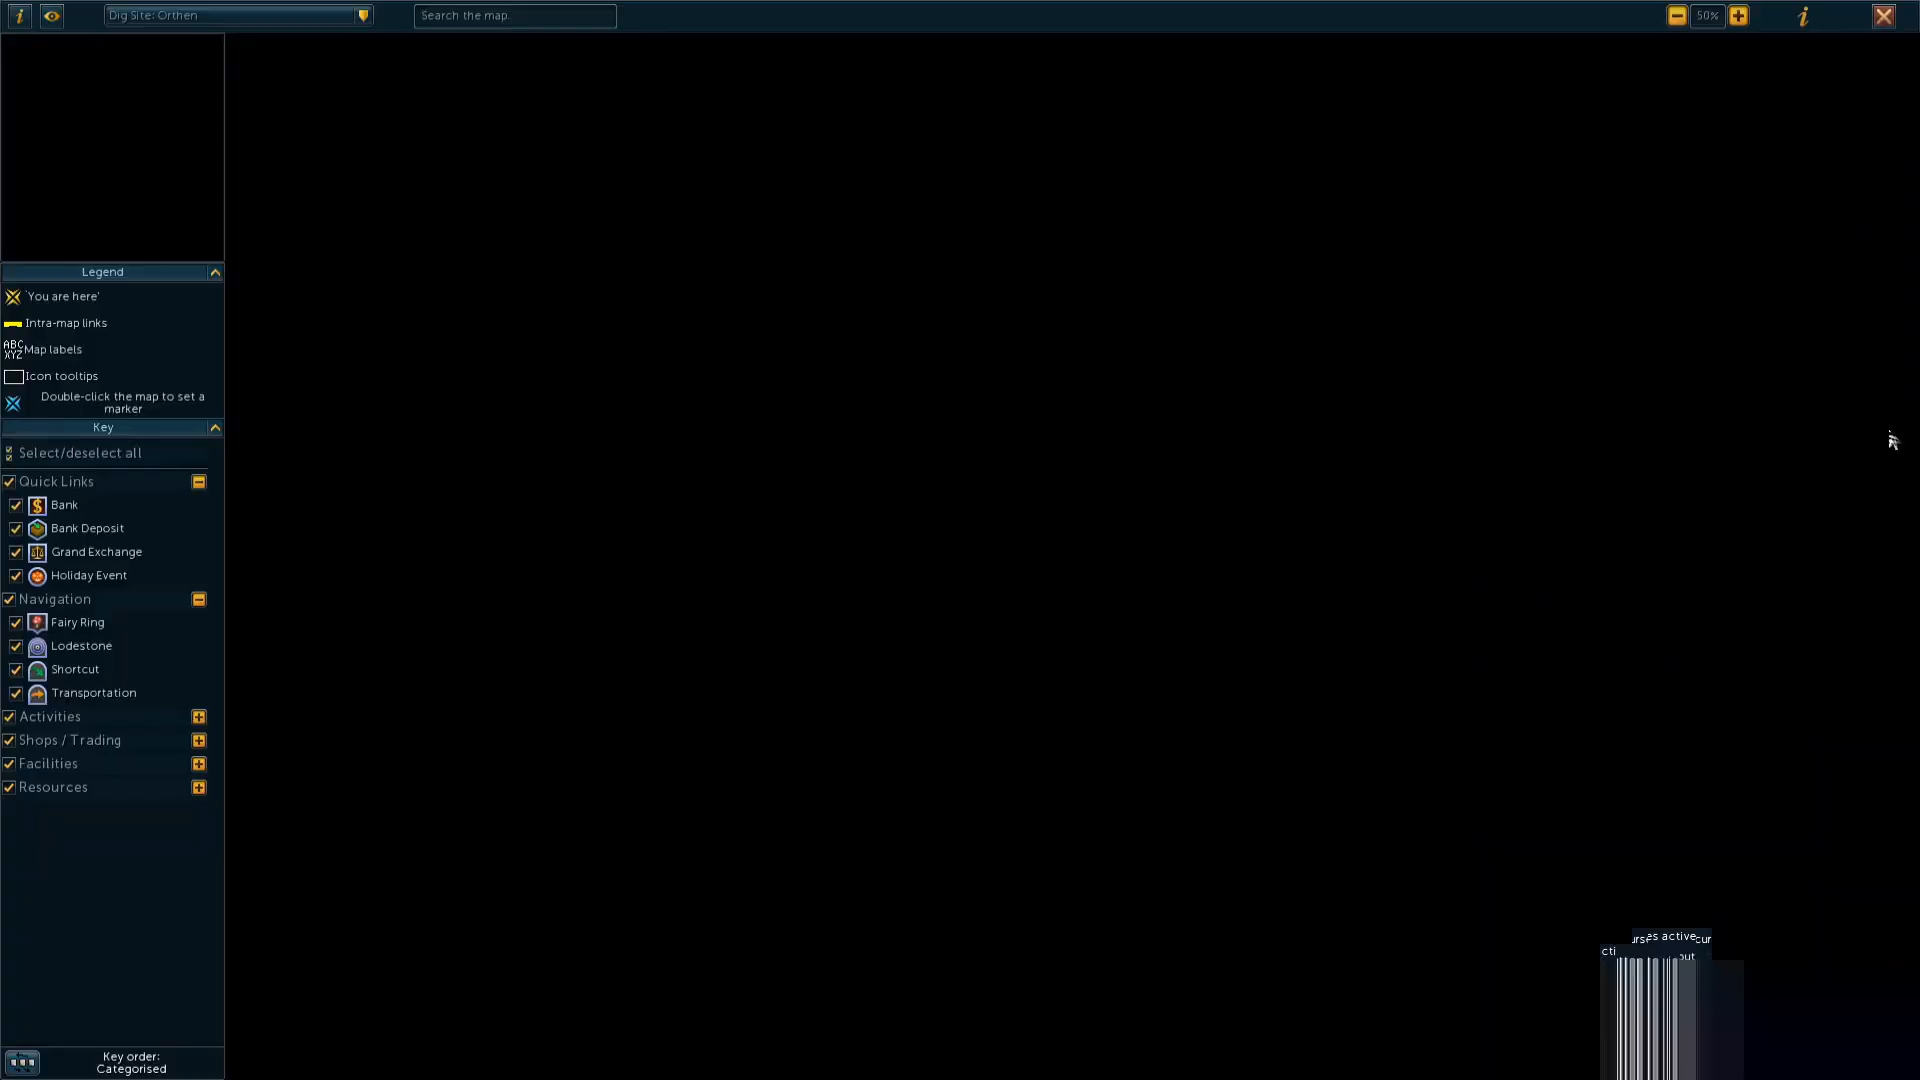 Dig Site: Orthen
Search the map.
50%
Legend
'You are here'
Intra-map links
ABC
XYZ
Map labels
Icon tooltips
Double-click the map to set a
marker
Key
Select/deselect all
Quick Links
Bank
Bank Deposit
Grand Exchange
Holiday Event
Navigation
Fairy Ring
Lodestone
Shortcut
Transportation
Activities
Shops / Trading
Facilities
Resources
es active
Key order:
Categorised